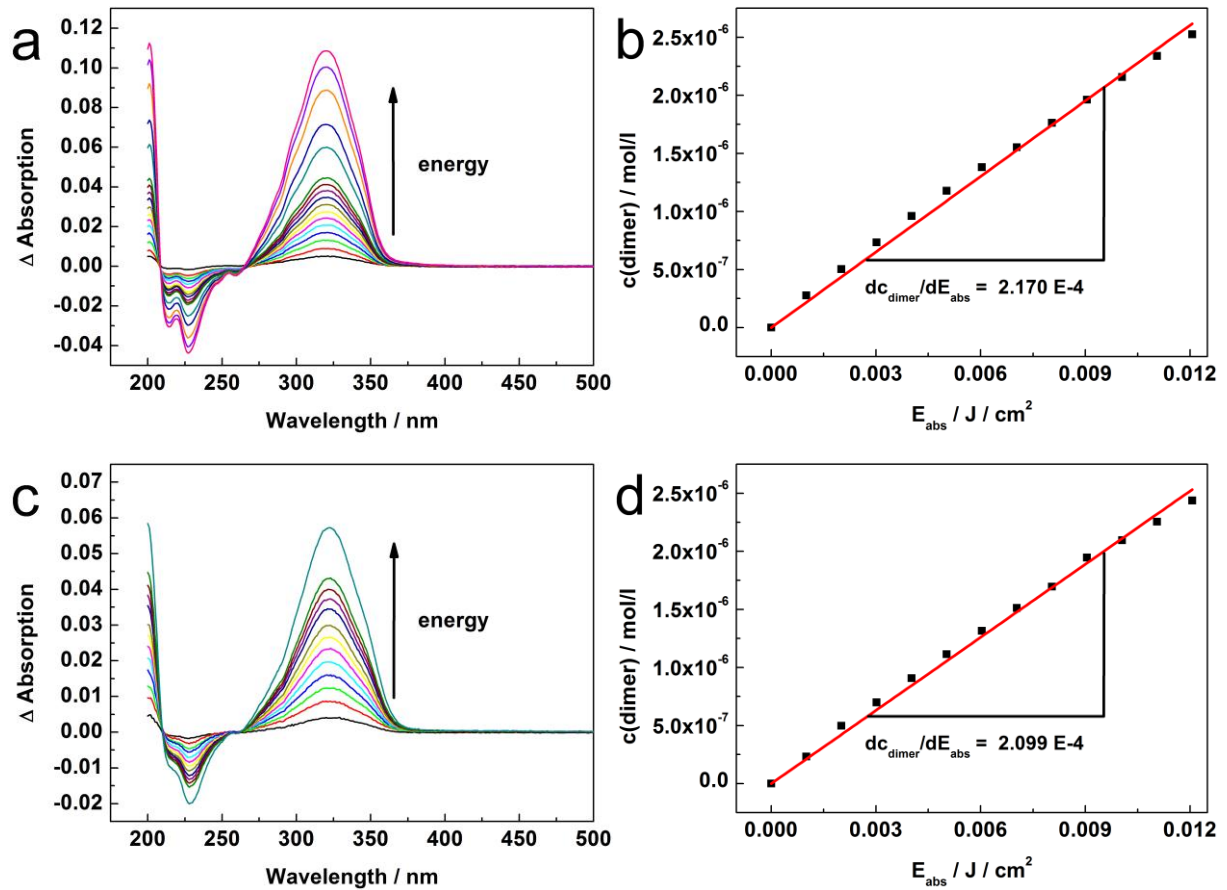 a
0.12
0.10
0.08
0.06
0.04
0.02
0.00
-0.02
-0.04
Δ Absorption
energy
200 250 300 350 400 450 500
Wavelength / nm
b
2.5x10⁻⁶
2.0x10⁻⁶
1.5x10⁻⁶
1.0x10⁻⁶
5.0x10⁻⁷
0.0
c(dimer) / mol/l
dc_dimer/dE_abs = 2.170 E-4
0.000 0.003 0.006 0.009 0.012
E_abs / J / cm²
c
0.07
0.06
0.05
0.04
0.03
0.02
0.01
0.00
-0.01
-0.02
Δ Absorption
energy
200 250 300 350 400 450 500
Wavelength / nm
d
2.5x10⁻⁶
2.0x10⁻⁶
1.5x10⁻⁶
1.0x10⁻⁶
5.0x10⁻⁷
0.0
c(dimer) / mol/l
dc_dimer/dE_abs = 2.099 E-4
0.000 0.003 0.006 0.009 0.012
E_abs / J / cm²